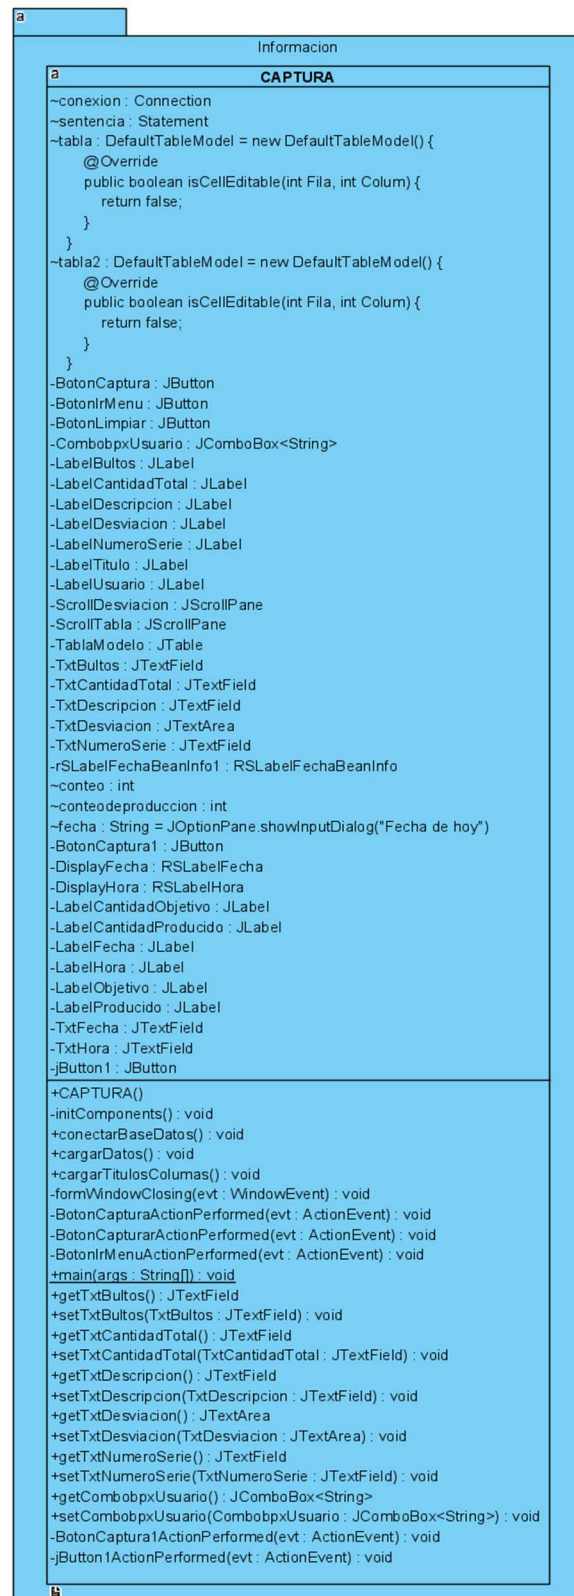 a
Informacion
a
CAPTURA
~conexion : Connection
~sentencia : Statement
~tabla : DefaultTableModel = new DefaultTableModel() {
@Override
public boolean isCellEditable(int Fila, int Colum) {
return false;
}
}
~tabla2 : DefaultTableModel = new DefaultTableModel() {
@Override
public boolean isCellEditable(int Fila, int Colum) {
return false;
}
}
-BotonCaptura : JButton
-BotonIrMenu : JButton
-BotonLimpiar : JButton
-CombobpxUsuario : JComboBox<String>
-LabelBultos : JLabel
-LabelCantidadTotal : JLabel
-LabelDescripcion : JLabel
-LabelDesviacion : JLabel
-LabelNumeroSerie : JLabel
-LabelTitulo : JLabel
-LabelUsuario : JLabel
-ScrollDesviacion : JScrollPane
-ScrollTabla : JScrollPane
-TablaModelo : JTable
-TxtBultos : JTextField
-TxtCantidadTotal : JTextField
-TxtDescripcion : JTextField
-TxtDesviacion : JTextArea
-TxtNumeroSerie : JTextField
-rSLabelFechaBeanInfo1 : RSLabelFechaBeanInfo
~conteo : int
~conteodeproduccion : int
~fecha : String = JOptionPane.showInputDialog("Fecha de hoy")
-BotonCaptura1 : JButton
-DisplayFecha : RSLabelFecha
-DisplayHora : RSLabelHora
-LabelCantidadObjetivo : JLabel
-LabelCantidadProducido : JLabel
-LabelFecha : JLabel
-LabelHora : JLabel
-LabelObjetivo : JLabel
-LabelProducido : JLabel
-TxtFecha : JTextField
-TxtHora : JTextField
-jButton1 : JButton
+CAPTURA()
-initComponents() : void
+conectarBaseDatos() : void
+cargarDatos() : void
+cargarTitulosColumas() : void
-formWindowClosing(evt : WindowEvent) : void
-BotonCapturaActionPerformed(evt : ActionEvent) : void
-BotonCapturarActionPerformed(evt : ActionEvent) : void
-BotonIrMenuActionPerformed(evt : ActionEvent) : void
+main(args : String[]) : void
+getTxtBultos() : JTextField
+setTxtBultos(TxtBultos : JTextField) : void
+getTxtCantidadTotal() : JTextField
+setTxtCantidadTotal(TxtCantidadTotal : JTextField) : void
+getTxtDescripcion() : JTextField
+setTxtDescripcion(TxtDescripcion : JTextField) : void
+getTxtDesviacion() : JTextArea
+setTxtDesviacion(TxtDesviacion : JTextArea) : void
+getTxtNumeroSerie() : JTextField
+setTxtNumeroSerie(TxtNumeroSerie : JTextField) : void
+getCombobpxUsuario() : JComboBox<String>
+setCombobpxUsuario(CombobpxUsuario : JComboBox<String>) : void
-BotonCaptura1ActionPerformed(evt : ActionEvent) : void
-jButton1ActionPerformed(evt : ActionEvent) : void